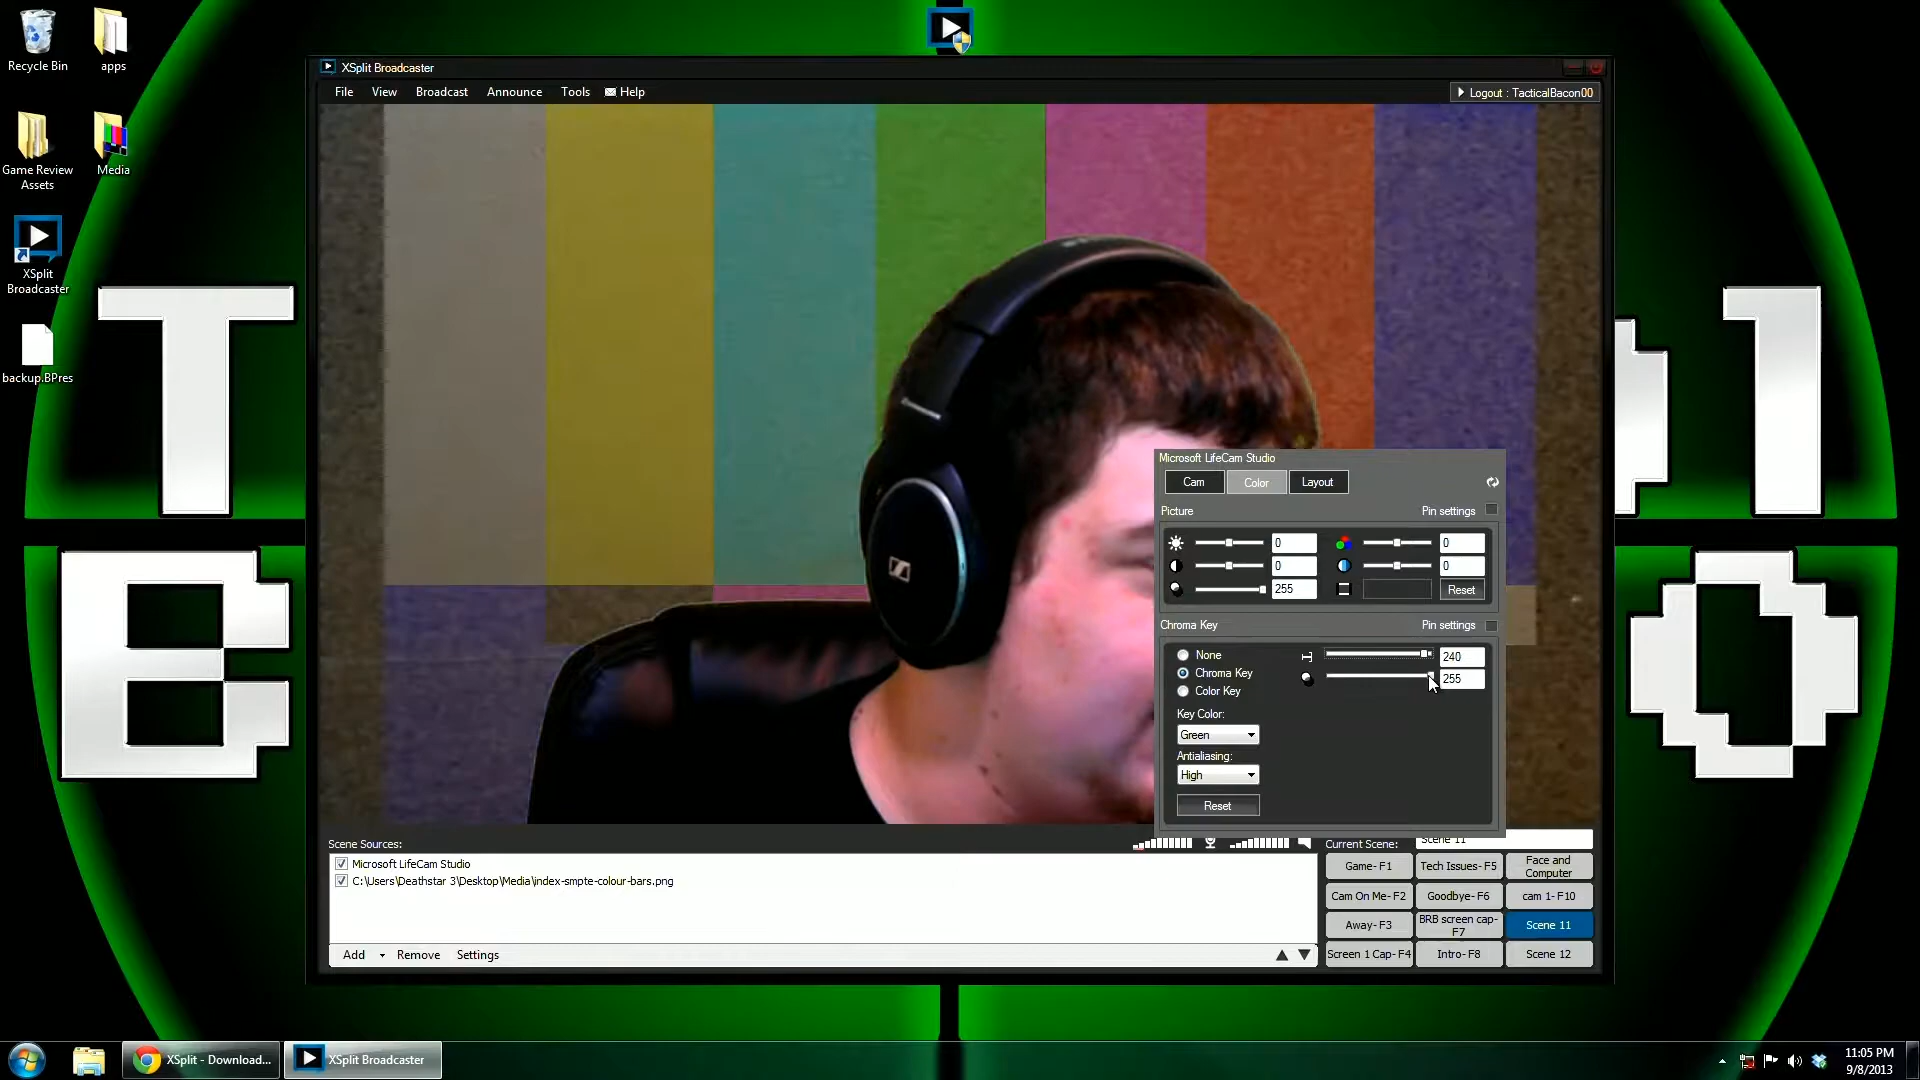 Recycle Bin
apps
Game Review
Assets
Media
XSplit
Broadcaster
backup.BPres
T
B
1
0
XSplit Broadcaster
File
View
Broadcast
Announce
Tools
Help
Logout : TacticalBacon00
Microsoft LifeCam Studio
Cam
Color
Layout
Picture
Pin settings
0
0
0
0
255
Reset
Chroma Key
Pin settings
None
240
Chroma Key
255
Color Key
Key Color:
Green
Antialiasing:
High
Reset
Scene Sources:
Microsoft LifeCam Studio
C:\Users\Deathstar 3\Desktop\Media\index-smpte-colour-bars.png
Add
Remove
Settings
Current Scene:
Scene 11
Game- F1
Tech Issues- F5
Face and
Computer
Cam On Me- F2
Goodbye- F6
cam 1- F10
Away- F3
BRB screen cap-
F7
Scene 11
Screen 1 Cap- F4
Intro- F8
Scene 12
XSplit - Download...
XSplit Broadcaster
11:05 PM
9/8/2013